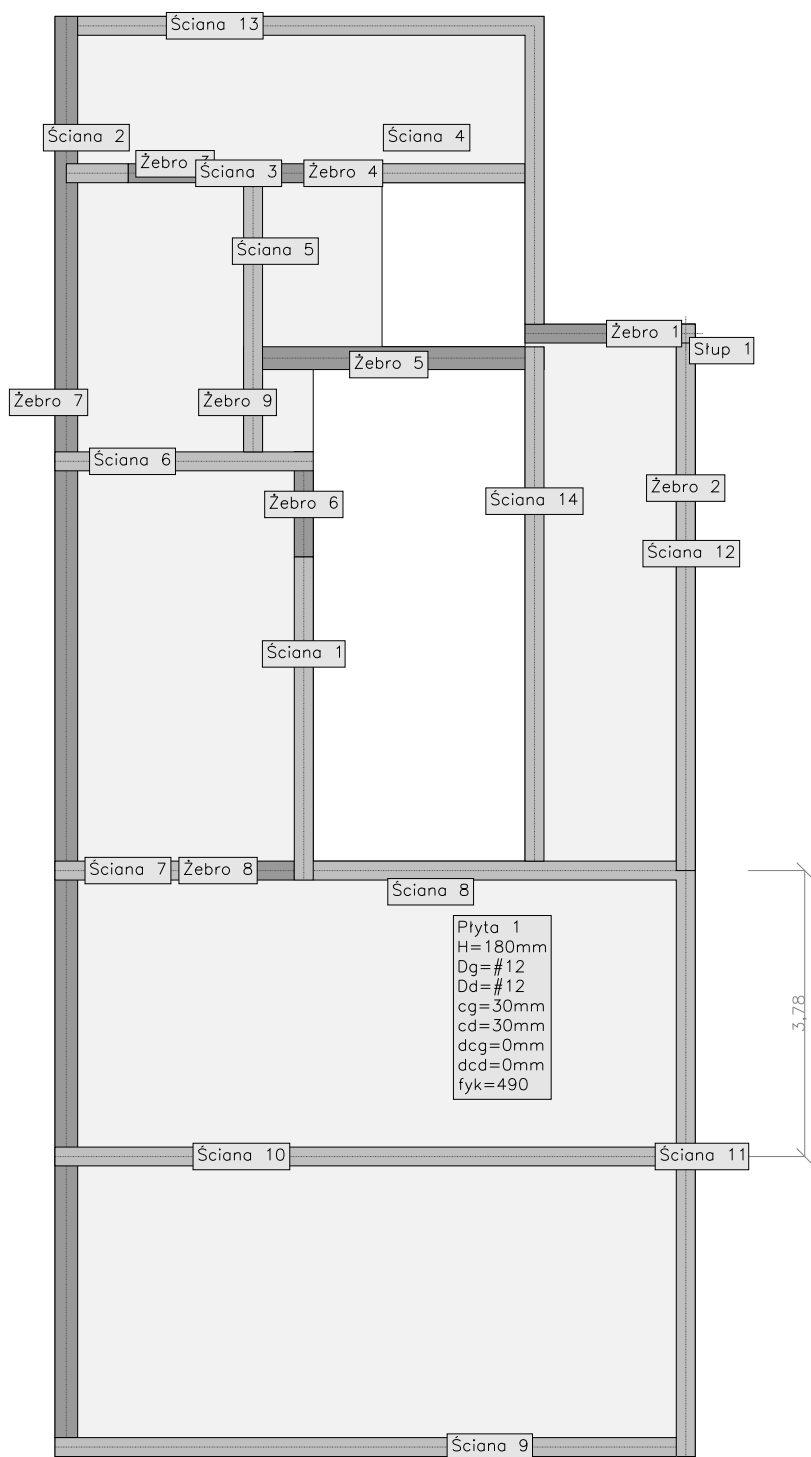 Ściana 13
Ściana 2
Ściana 4
Żebro
Ściana 3
Żebro 4
Ściana 5
Żebro 1
Słup 1
Żebro 5
Żebro 7
Żebro 9
Ściana 6
Żebro 2
Żebro 6
Ściana 14
Ściana 12
Ściana 1
Ściana 7
Żebro 8
Ściana 8
Płyta 1
H=180mm
Dg=#12
Dd=#12
cg=30mm
cd=30mm
dcg=0mm
dcd=0mm
fyk=490
3,78
Ściana 10
Ściana 11
Ściana 9